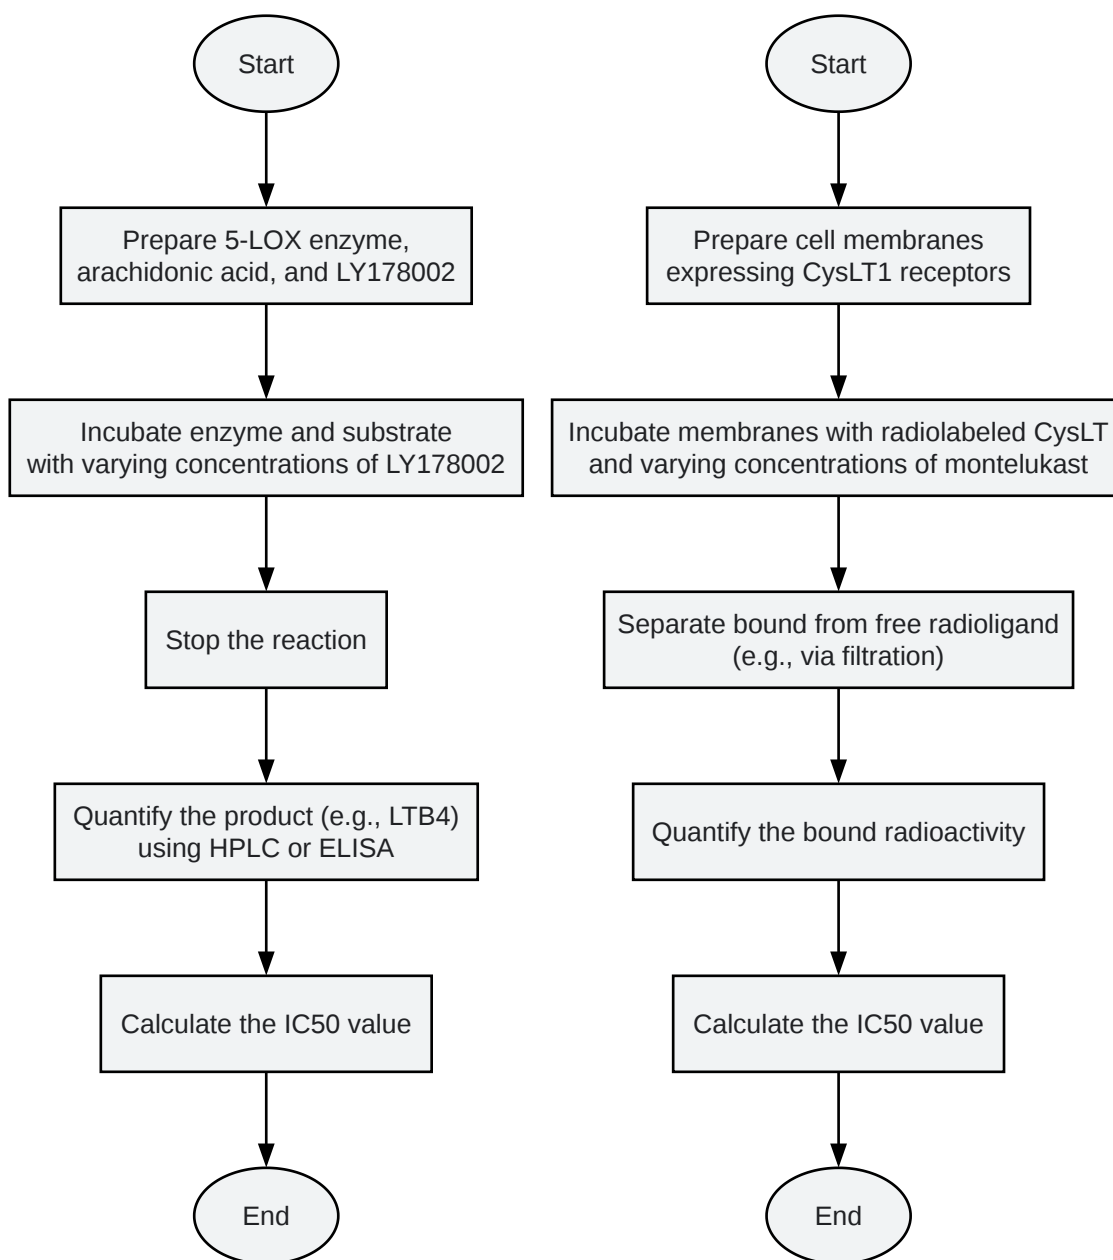 Start
Prepare 5-LOX enzyme,
arachidonic acid, and LY178002
Incubate enzyme and substrate
with varying concentrations of LY178002
Stop the reaction
Quantify the product (e.g., LTB4)
using HPLC or ELISA
Calculate the IC50 value
End
Start
Prepare cell membranes
expressing CysLT1 receptors
Incubate membranes with radiolabeled CysLT
and varying concentrations of montelukast
Separate bound from free radioligand
(e.g., via filtration)
Quantify the bound radioactivity
Calculate the IC50 value
End